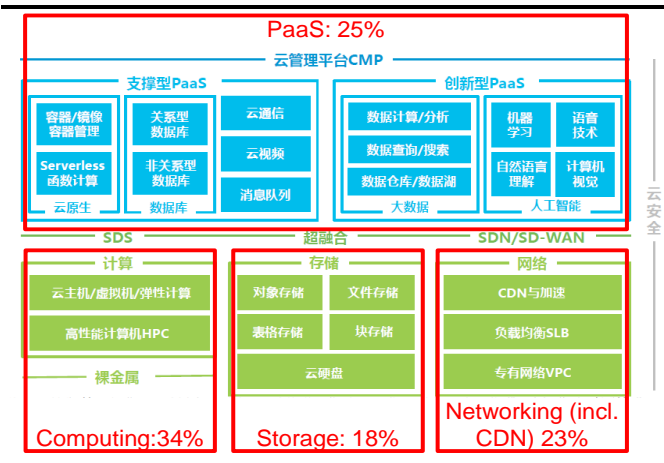 PaaS: 25%
云管理平台CMP
支撑型PaaS
创新型PaaS
容器/镜像
容器管理
关系型
数据库
云通信
数据计算/分析
机器
学习
语音
技术
云视频
数据查询/搜索
Serverless
函数计算
非关系型
数据库
消息队列
数据仓库/数据湖
自然语言
理解
计算机
视觉
云原生
数据库
大数据
人工智能
云安全
SDS
超融合
SDN/SD-WAN
计算
存储
网络
云主机/虚拟机/弹性计算
对象存储
文件存储
CDN与加速
高性能计算机HPC
表格存储
块存储
负载均衡SLB
裸金属
云硬盘
专有网络VPC
Computing:34%
Storage: 18%
Networking (incl.
CDN) 23%